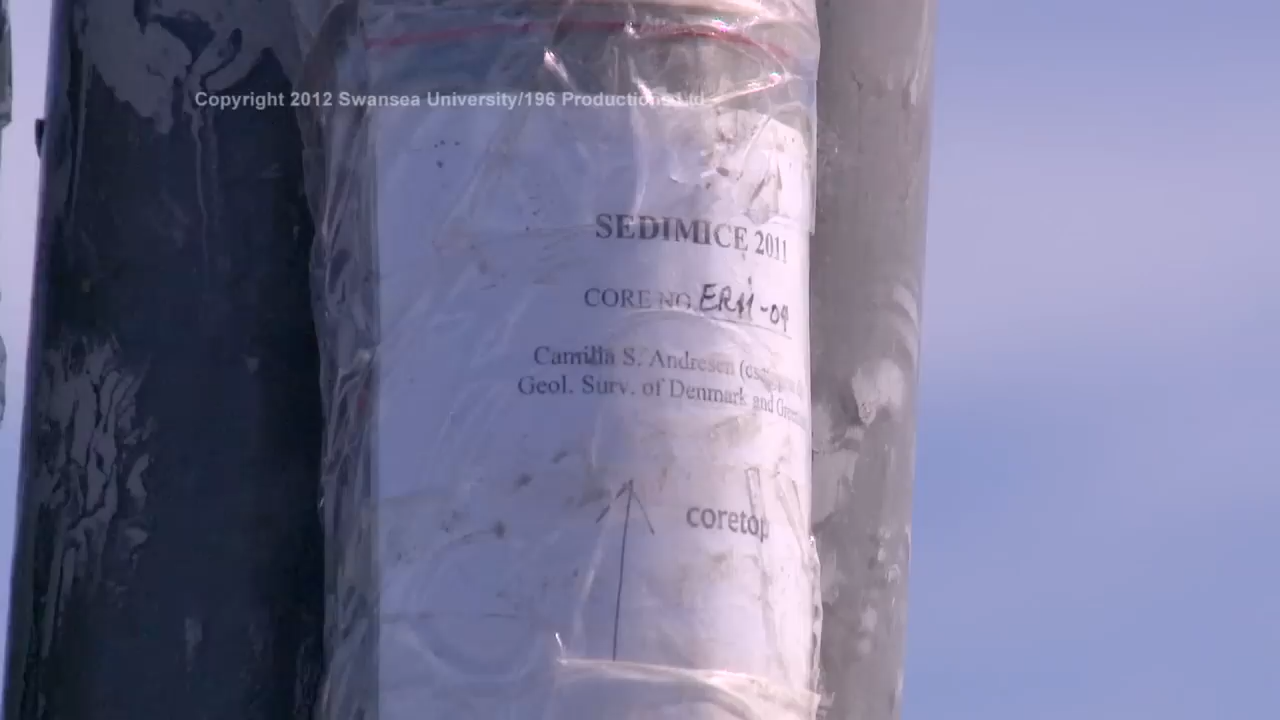 Copyright 2012 Swansea University/196 Productions Ltd
SEDIMICE 2011
CORE NO. ER11-04
Camilla S. Andresen
Geol. Surv. of Denmark and
coretop